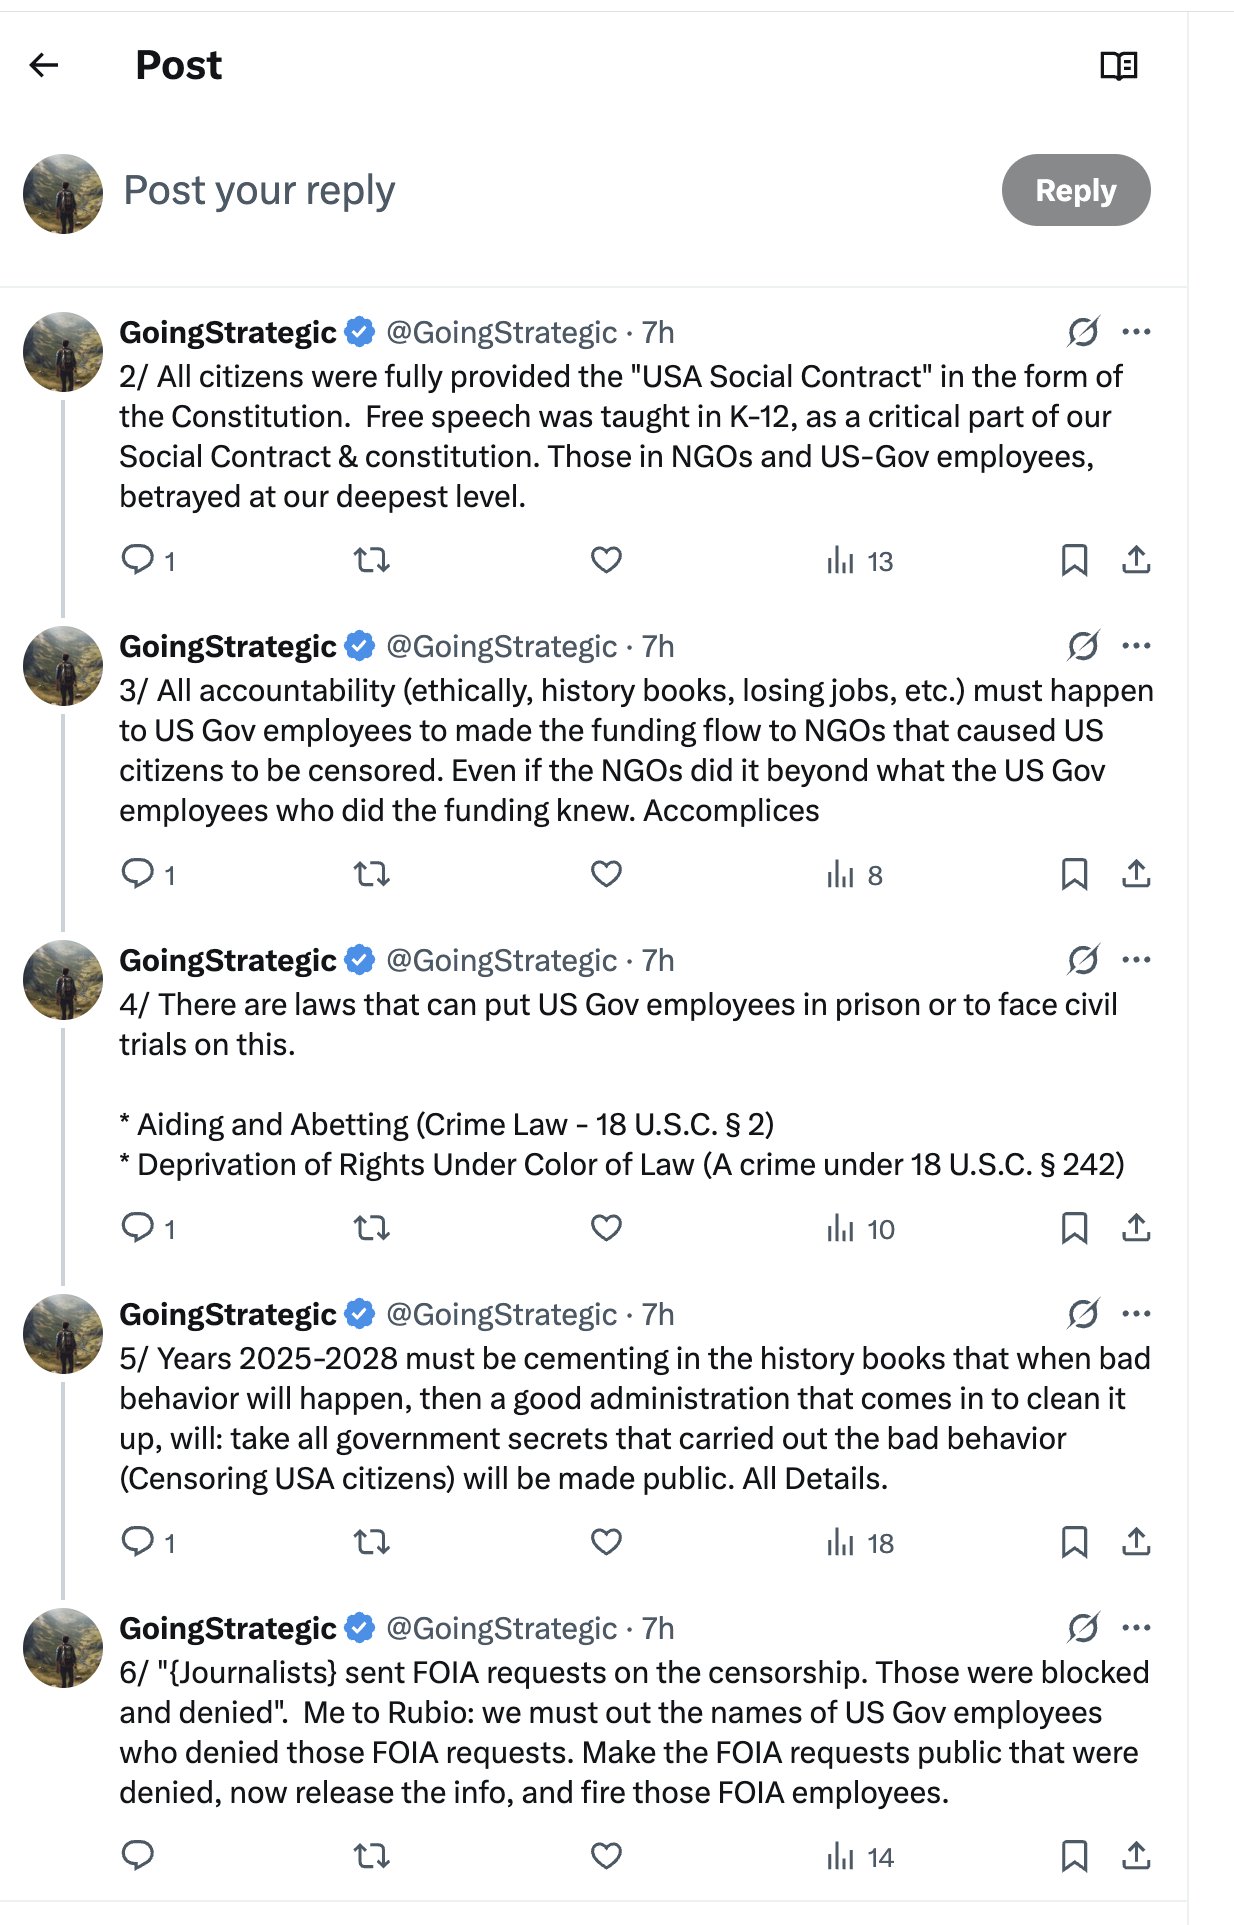 Post
Post your reply
Reply
GoingStrategic @GoingStrategic · 7h
2/ All citizens were fully provided the "USA Social Contract" in the form of
the Constitution.  Free speech was taught in K-12, as a critical part of our
Social Contract & constitution. Those in NGOs and US-Gov employees,
betrayed at our deepest level.
1 13
GoingStrategic @GoingStrategic · 7h
3/ All accountability (ethically, history books, losing jobs, etc.) must happen
to US Gov employees to made the funding flow to NGOs that caused US
citizens to be censored. Even if the NGOs did it beyond what the US Gov
employees who did the funding knew. Accomplices
1 8
GoingStrategic @GoingStrategic · 7h
4/ There are laws that can put US Gov employees in prison or to face civil
trials on this.
* Aiding and Abetting (Crime Law - 18 U.S.C. § 2)
* Deprivation of Rights Under Color of Law (A crime under 18 U.S.C. § 242)
1 10
GoingStrategic @GoingStrategic · 7h
5/ Years 2025-2028 must be cementing in the history books that when bad
behavior will happen, then a good administration that comes in to clean it
up, will: take all government secrets that carried out the bad behavior
(Censoring USA citizens) will be made public. All Details.
1 18
GoingStrategic @GoingStrategic · 7h
6/ "{Journalists} sent FOIA requests on the censorship. Those were blocked
and denied".  Me to Rubio: we must out the names of US Gov employees
who denied those FOIA requests. Make the FOIA requests public that were
denied, now release the info, and fire those FOIA employees.
14